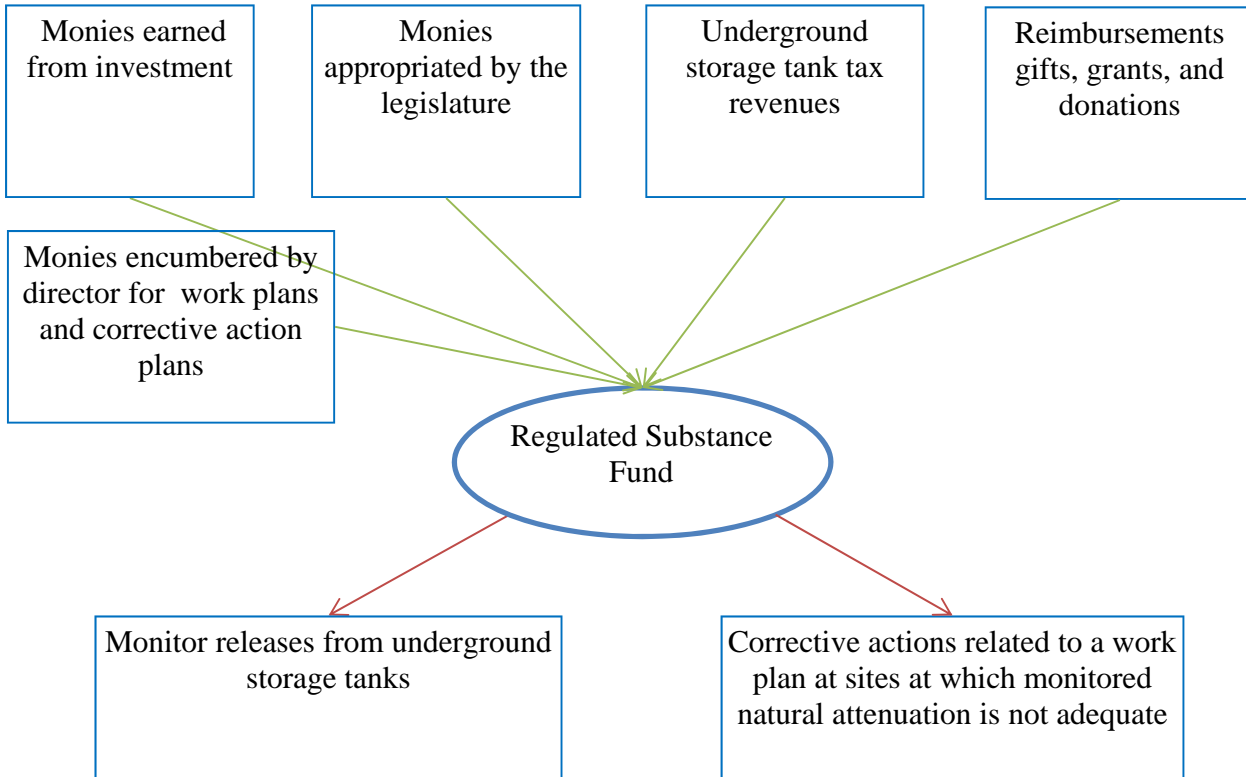 Monies earned
from investment
Monies
appropriated by the
legislature
Underground
storage tank tax
revenues
Reimbursements
gifts, grants, and
donations
Monies encumbered by
director for work plans
and corrective action
plans
Regulated Substance
Fund
Monitor releases from underground
storage tanks
Corrective actions related to a work
plan at sites at which monitored
natural attenuation is not adequate